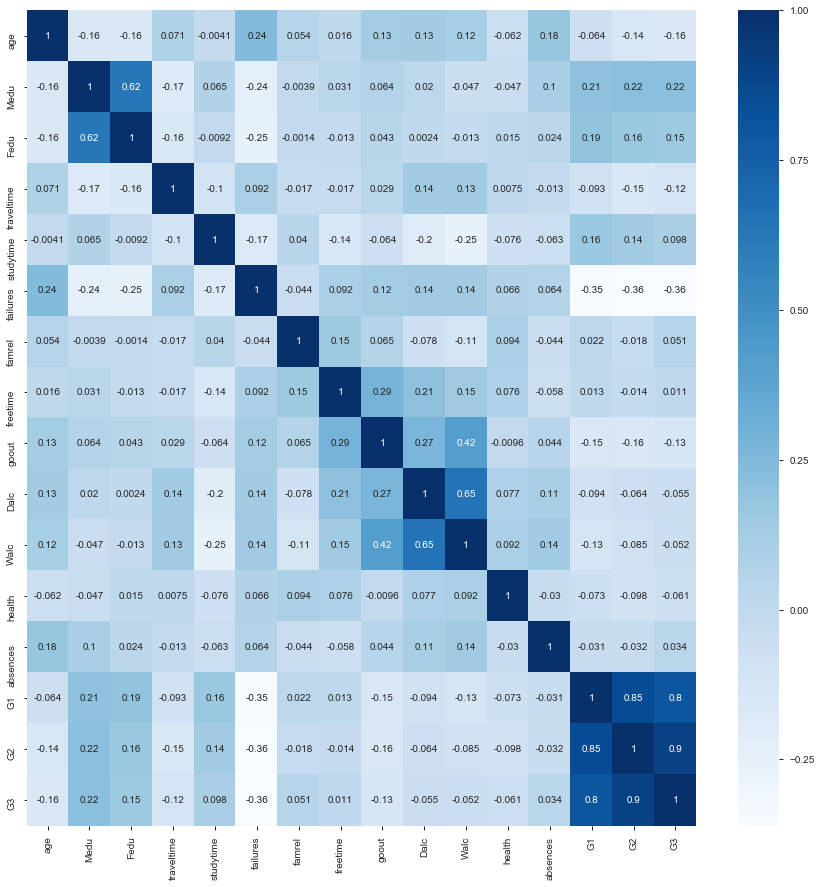 age 1 -0.16 -0.16 0.071 -0.0041 0.24 0.054 0.016 0.13 0.13 0.12 -0.062 0.18 -0.064 -0.14 -0.16
Medu -0.16 1 0.62 -0.17 0.065 -0.24 -0.0039 0.031 0.064 0.02 -0.047 -0.047 0.1 0.21 0.22 0.22
Fedu -0.16 0.62 1 -0.16 -0.0092 -0.25 -0.0014 -0.013 0.043 0.0024 -0.013 0.015 0.024 0.19 0.16 0.15
traveltime 0.071 -0.17 -0.16 1 -0.1 0.092 -0.017 -0.017 0.029 0.14 0.13 0.0075 -0.013 -0.093 -0.15 -0.12
studytime -0.0041 0.065 -0.0092 -0.1 1 -0.17 0.04 -0.14 -0.064 -0.2 -0.25 -0.076 -0.063 0.16 0.14 0.098
failures 0.24 -0.24 -0.25 0.092 -0.17 1 -0.044 0.092 0.12 0.14 0.14 0.066 0.064 -0.35 -0.36 -0.36
famrel 0.054 -0.0039 -0.0014 -0.017 0.04 -0.044 1 0.15 0.065 -0.078 -0.11 0.094 -0.044 0.022 -0.018 0.051
freetime 0.016 0.031 -0.013 -0.017 -0.14 0.092 0.15 1 0.29 0.21 0.15 0.076 -0.058 0.013 -0.014 0.011
goout 0.13 0.064 0.043 0.029 -0.064 0.12 0.065 0.29 1 0.27 0.42 -0.0096 0.044 -0.15 -0.16 -0.13
Dalc 0.13 0.02 0.0024 0.14 -0.2 0.14 -0.078 0.21 0.27 1 0.65 0.077 0.11 -0.094 -0.064 -0.055
Walc 0.12 -0.047 -0.013 0.13 -0.25 0.14 -0.11 0.15 0.42 0.65 1 0.092 0.14 -0.13 -0.085 -0.052
health -0.062 -0.047 0.015 0.0075 -0.076 0.066 0.094 0.076 -0.0096 0.077 0.092 1 -0.03 -0.073 -0.098 -0.061
absences 0.18 0.1 0.024 -0.013 -0.063 0.064 -0.044 -0.058 0.044 0.11 0.14 -0.03 1 -0.031 -0.032 0.034
G1 -0.064 0.21 0.19 -0.093 0.16 -0.35 0.022 0.013 -0.15 -0.094 -0.13 -0.073 -0.031 1 0.85 0.8
G2 -0.14 0.22 0.16 -0.15 0.14 -0.36 -0.018 -0.014 -0.16 -0.064 -0.085 -0.098 -0.032 0.85 1 0.9
G3 -0.16 0.22 0.15 -0.12 0.098 -0.36 0.051 0.011 -0.13 -0.055 -0.052 -0.061 0.034 0.8 0.9 1
age Medu Fedu traveltime studytime failures famrel freetime goout Dalc Walc health absences G1 G2 G3
1.00
0.75
0.50
0.25
0.00
−0.25